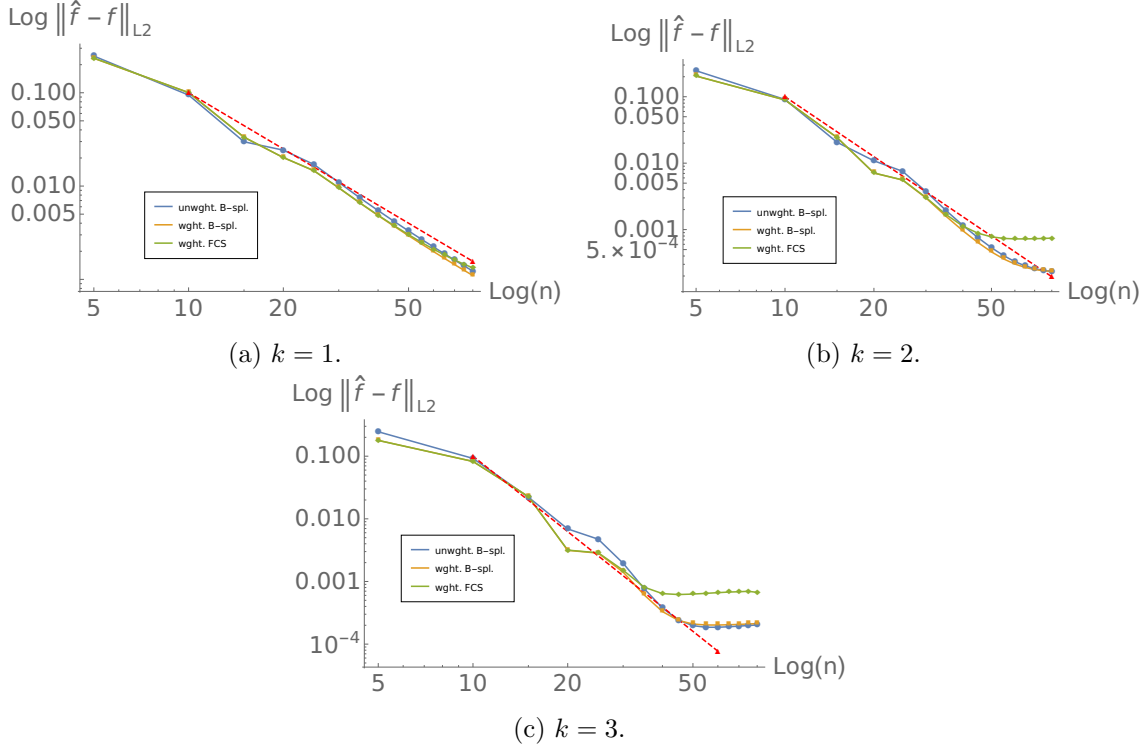 Log ‖f̂ – f‖L2
0.100
0.050
0.010
0.005
unwght. B–spl.
wght. B–spl.
wght. FCS
5 10 20 50
Log(n)
(a) k = 1.
Log ‖f̂ – f‖L2
0.100
0.050
0.010
0.005
0.001
5.×10⁻⁴
unwght. B–spl.
wght. B–spl.
wght. FCS
5 10 20 50
Log(n)
(b) k = 2.
Log ‖f̂ – f‖L2
0.100
0.010
0.001
10⁻⁴
unwght. B–spl.
wght. B–spl.
wght. FCS
5 10 20 50
Log(n)
(c) k = 3.